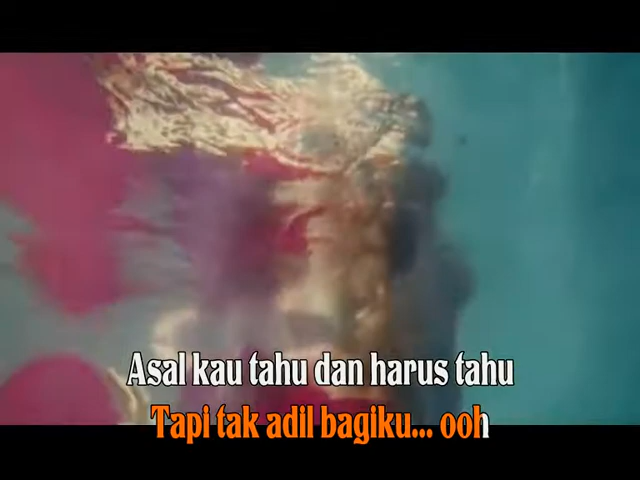 Asal kau tahu dan harus tahu
Tapi tak adil bagiku... ooh